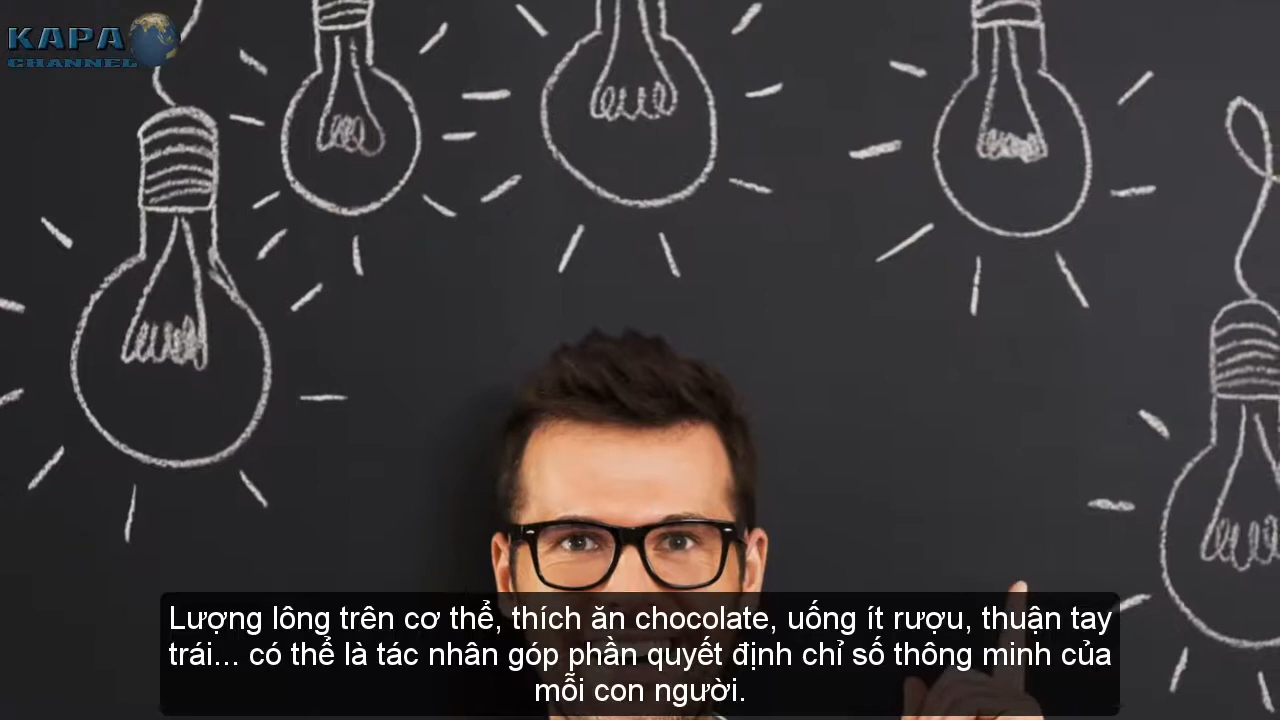 KAPA
CHANNEL
Lượng lông trên cơ thể, thích ăn chocolate, uống ít rượu, thuận tay
trái... có thể là tác nhân góp phần quyết định chỉ số thông minh của
mỗi con người.